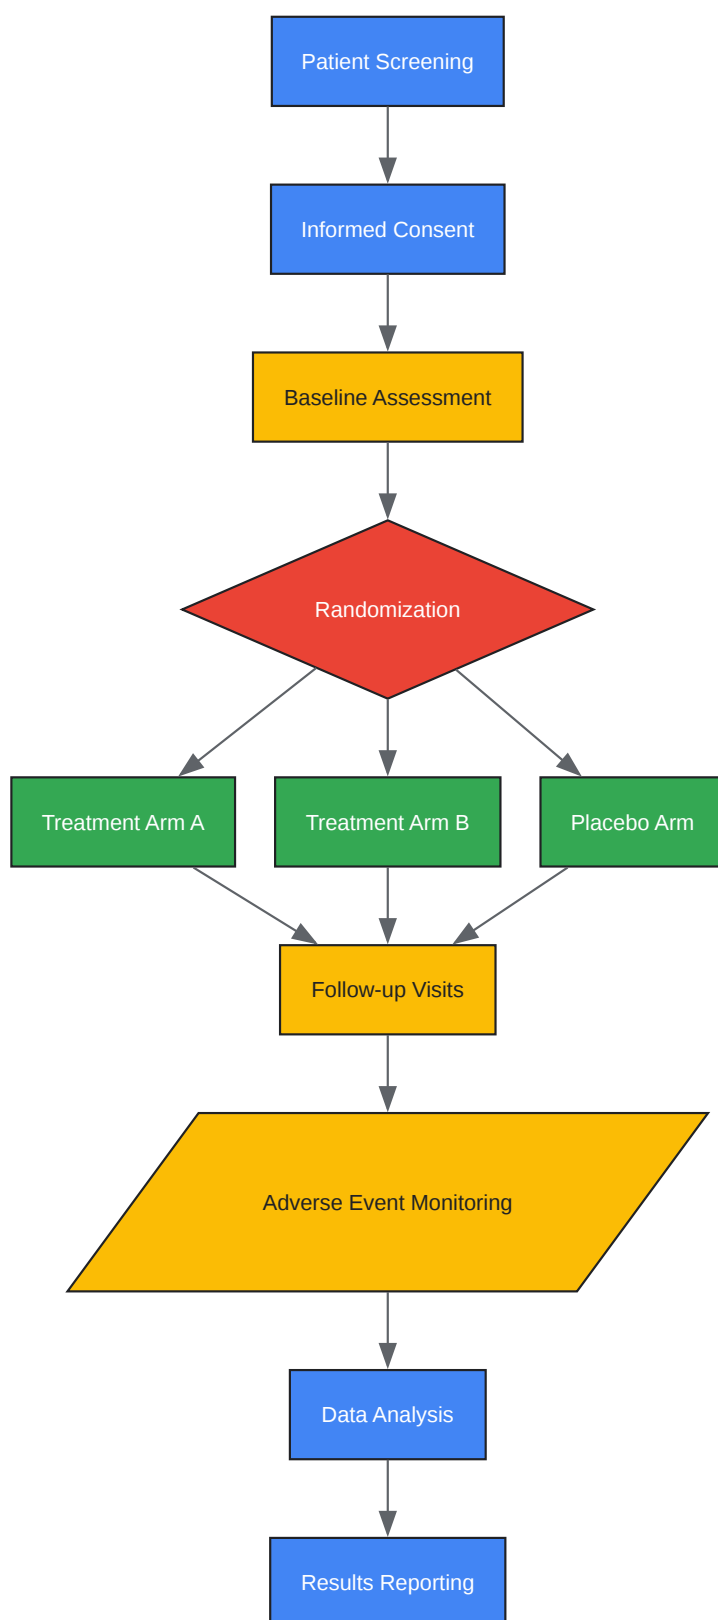 Patient Screening
Informed Consent
Baseline Assessment
Randomization
Treatment Arm A
Treatment Arm B
Placebo Arm
Follow-up Visits
Adverse Event Monitoring
Data Analysis
Results Reporting